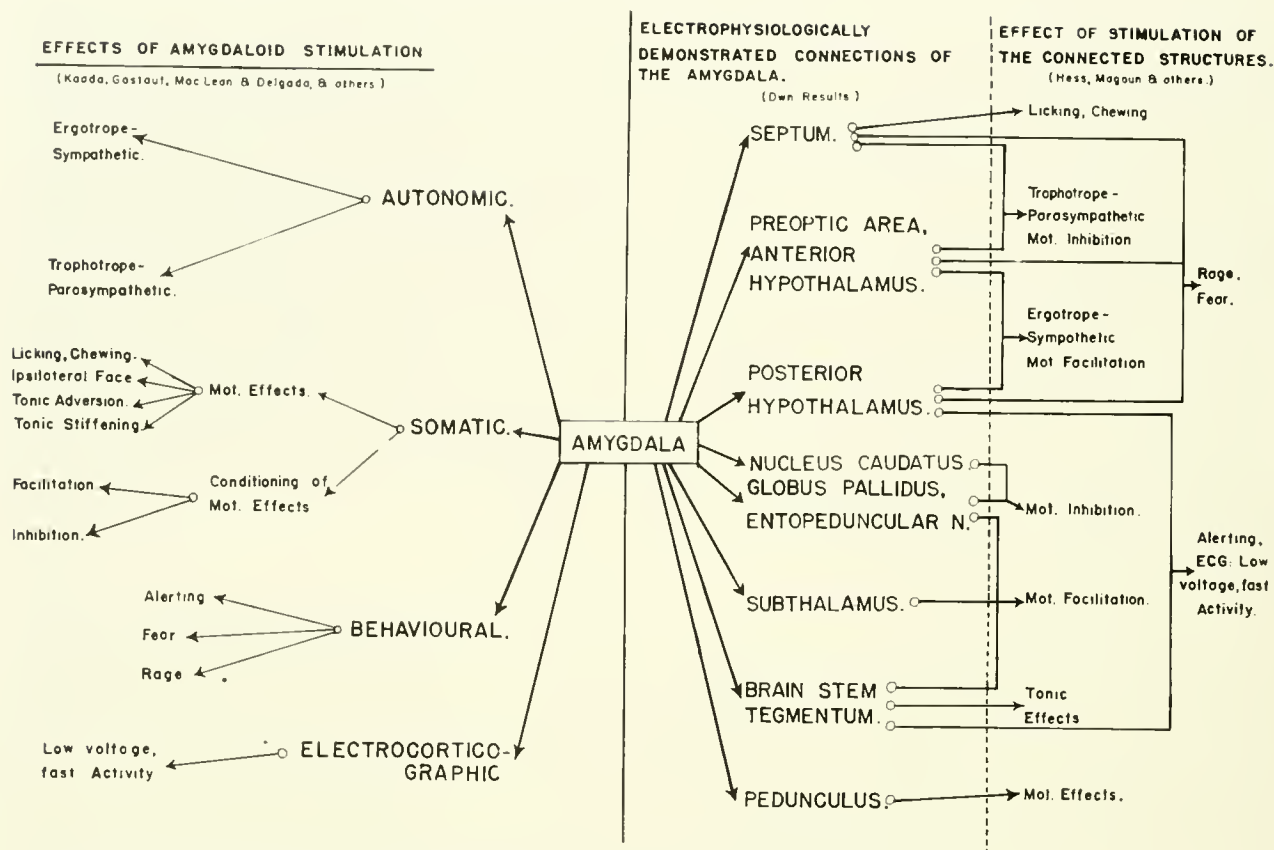 EFFECTS OF AMYGDALOID STIMULATION
(Kaada, Gastaut, Mac Lean & Delgada, & others)
Ergotrope-
Sympathetic.
AUTONOMIC.
Trophotrope-
Parasympathetic.
Licking, Chewing.
Ipsilateral Face
Tonic Adversion.
Tonic Stiffening
Mot. Effects.
SOMATIC.
Facilitation
Inhibition.
Conditioning of
Mot. Effects
Alerting
Fear
Rage
BEHAVIOURAL.
Low voltage,
fast Activity
ELECTROCORTICO-
GRAPHIC
AMYGDALA
ELECTROPHYSIOLOGICALLY
DEMONSTRATED CONNECTIONS OF
THE AMYGDALA.
(Own Results)
SEPTUM.
PREOPTIC AREA,
ANTERIOR
HYPOTHALAMUS.
POSTERIOR
HYPOTHALAMUS.
NUCLEUS CAUDATUS
GLOBUS PALLIDUS,
ENTOPEDUNCULAR N.
SUBTHALAMUS.
BRAIN STEM
TEGMENTUM.
PEDUNCULUS.
EFFECT OF STIMULATION OF
THE CONNECTED STRUCTURES.
(Hess, Magoun & others.)
Licking, Chewing
Trophotrope-
Parasympathetic
Mot. Inhibition
Rage,
Fear.
Ergotrope-
Sympathetic
Mot Facilitation
Mot. Inhibition.
Alerting,
ECG: Low
voltage, fast
Activity.
Mot. Facilitation.
Tonic
Effects
Mot. Effects.